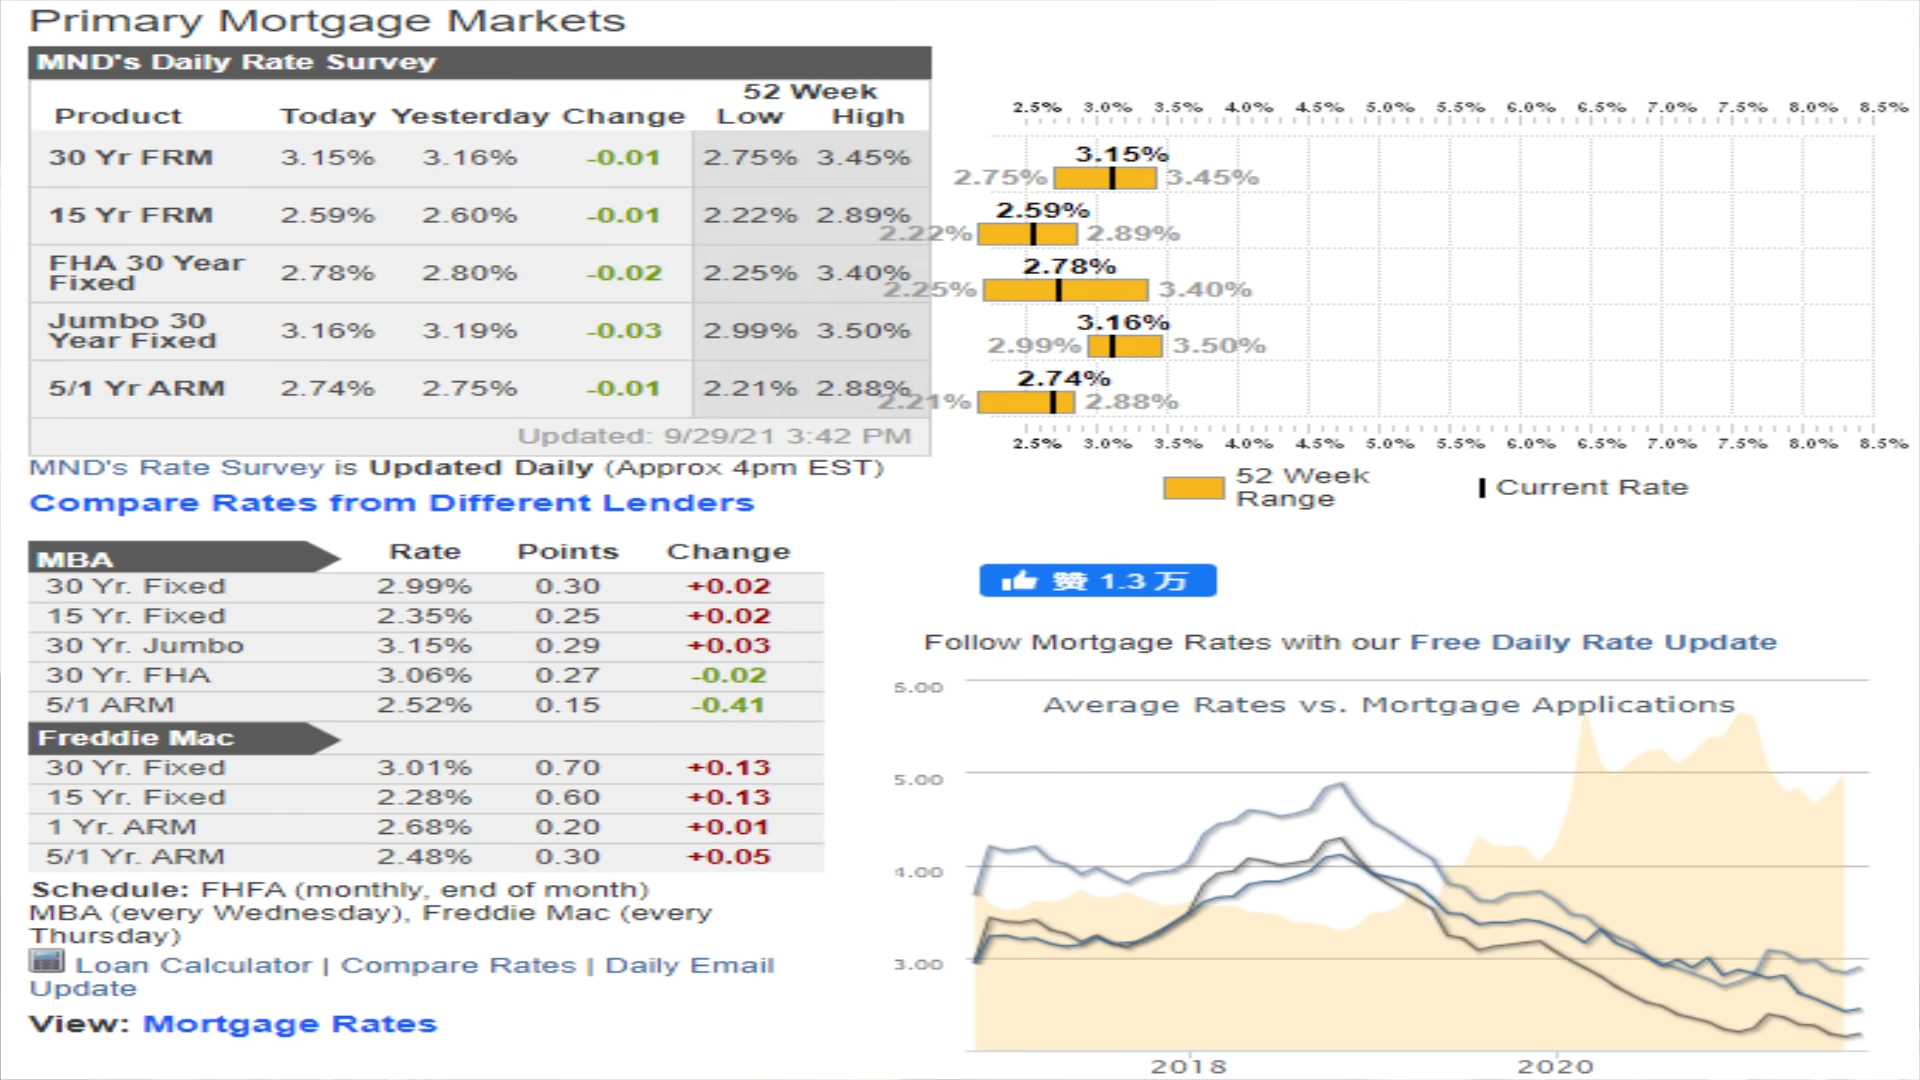 Primary Mortgage Markets
MND's Daily Rate Survey
52 Week
Product Today Yesterday Change Low High
30 Yr FRM 3.15% 3.16% -0.01 2.75% 3.45%
15 Yr FRM 2.59% 2.60% -0.01 2.22% 2.89%
FHA 30 Year
Fixed 2.78% 2.80% -0.02 2.25% 3.40%
Jumbo 30
Year Fixed 3.16% 3.19% -0.03 2.99% 3.50%
5/1 Yr ARM 2.74% 2.75% -0.01 2.21% 2.88%
Updated: 9/29/21 3:42 PM
MND's Rate Survey is Updated Daily (Approx 4pm EST)
Compare Rates from Different Lenders
2.5% 3.0% 3.5% 4.0% 4.5% 5.0% 5.5% 6.0% 6.5% 7.0% 7.5% 8.0% 8.5%
3.15%
2.75% 3.45%
2.59%
2.22% 2.89%
2.78%
2.25% 3.40%
3.16%
2.99% 3.50%
2.74%
2.21% 2.88%
2.5% 3.0% 3.5% 4.0% 4.5% 5.0% 5.5% 6.0% 6.5% 7.0% 7.5% 8.0% 8.5%
52 Week
Range
Current Rate
MBA Rate Points Change
30 Yr. Fixed 2.99% 0.30 +0.02
15 Yr. Fixed 2.35% 0.25 +0.02
30 Yr. Jumbo 3.15% 0.29 +0.03
30 Yr. FHA 3.06% 0.27 -0.02
5/1 ARM 2.52% 0.15 -0.41
Freddie Mac
30 Yr. Fixed 3.01% 0.70 +0.13
15 Yr. Fixed 2.28% 0.60 +0.13
1 Yr. ARM 2.68% 0.20 +0.01
5/1 Yr. ARM 2.48% 0.30 +0.05
Schedule: FHFA (monthly, end of month)
MBA (every Wednesday), Freddie Mac (every
Thursday)
Loan Calculator | Compare Rates | Daily Email
Update
View: Mortgage Rates
赞 1.3 万
Follow Mortgage Rates with our Free Daily Rate Update
Average Rates vs. Mortgage Applications
6.00
5.00
4.00
3.00
2018 2020